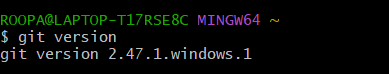 ROOPA@LAPTOP-T17RSE8C MINGW64 ~
$ git version
git version 2.47.1.windows.1